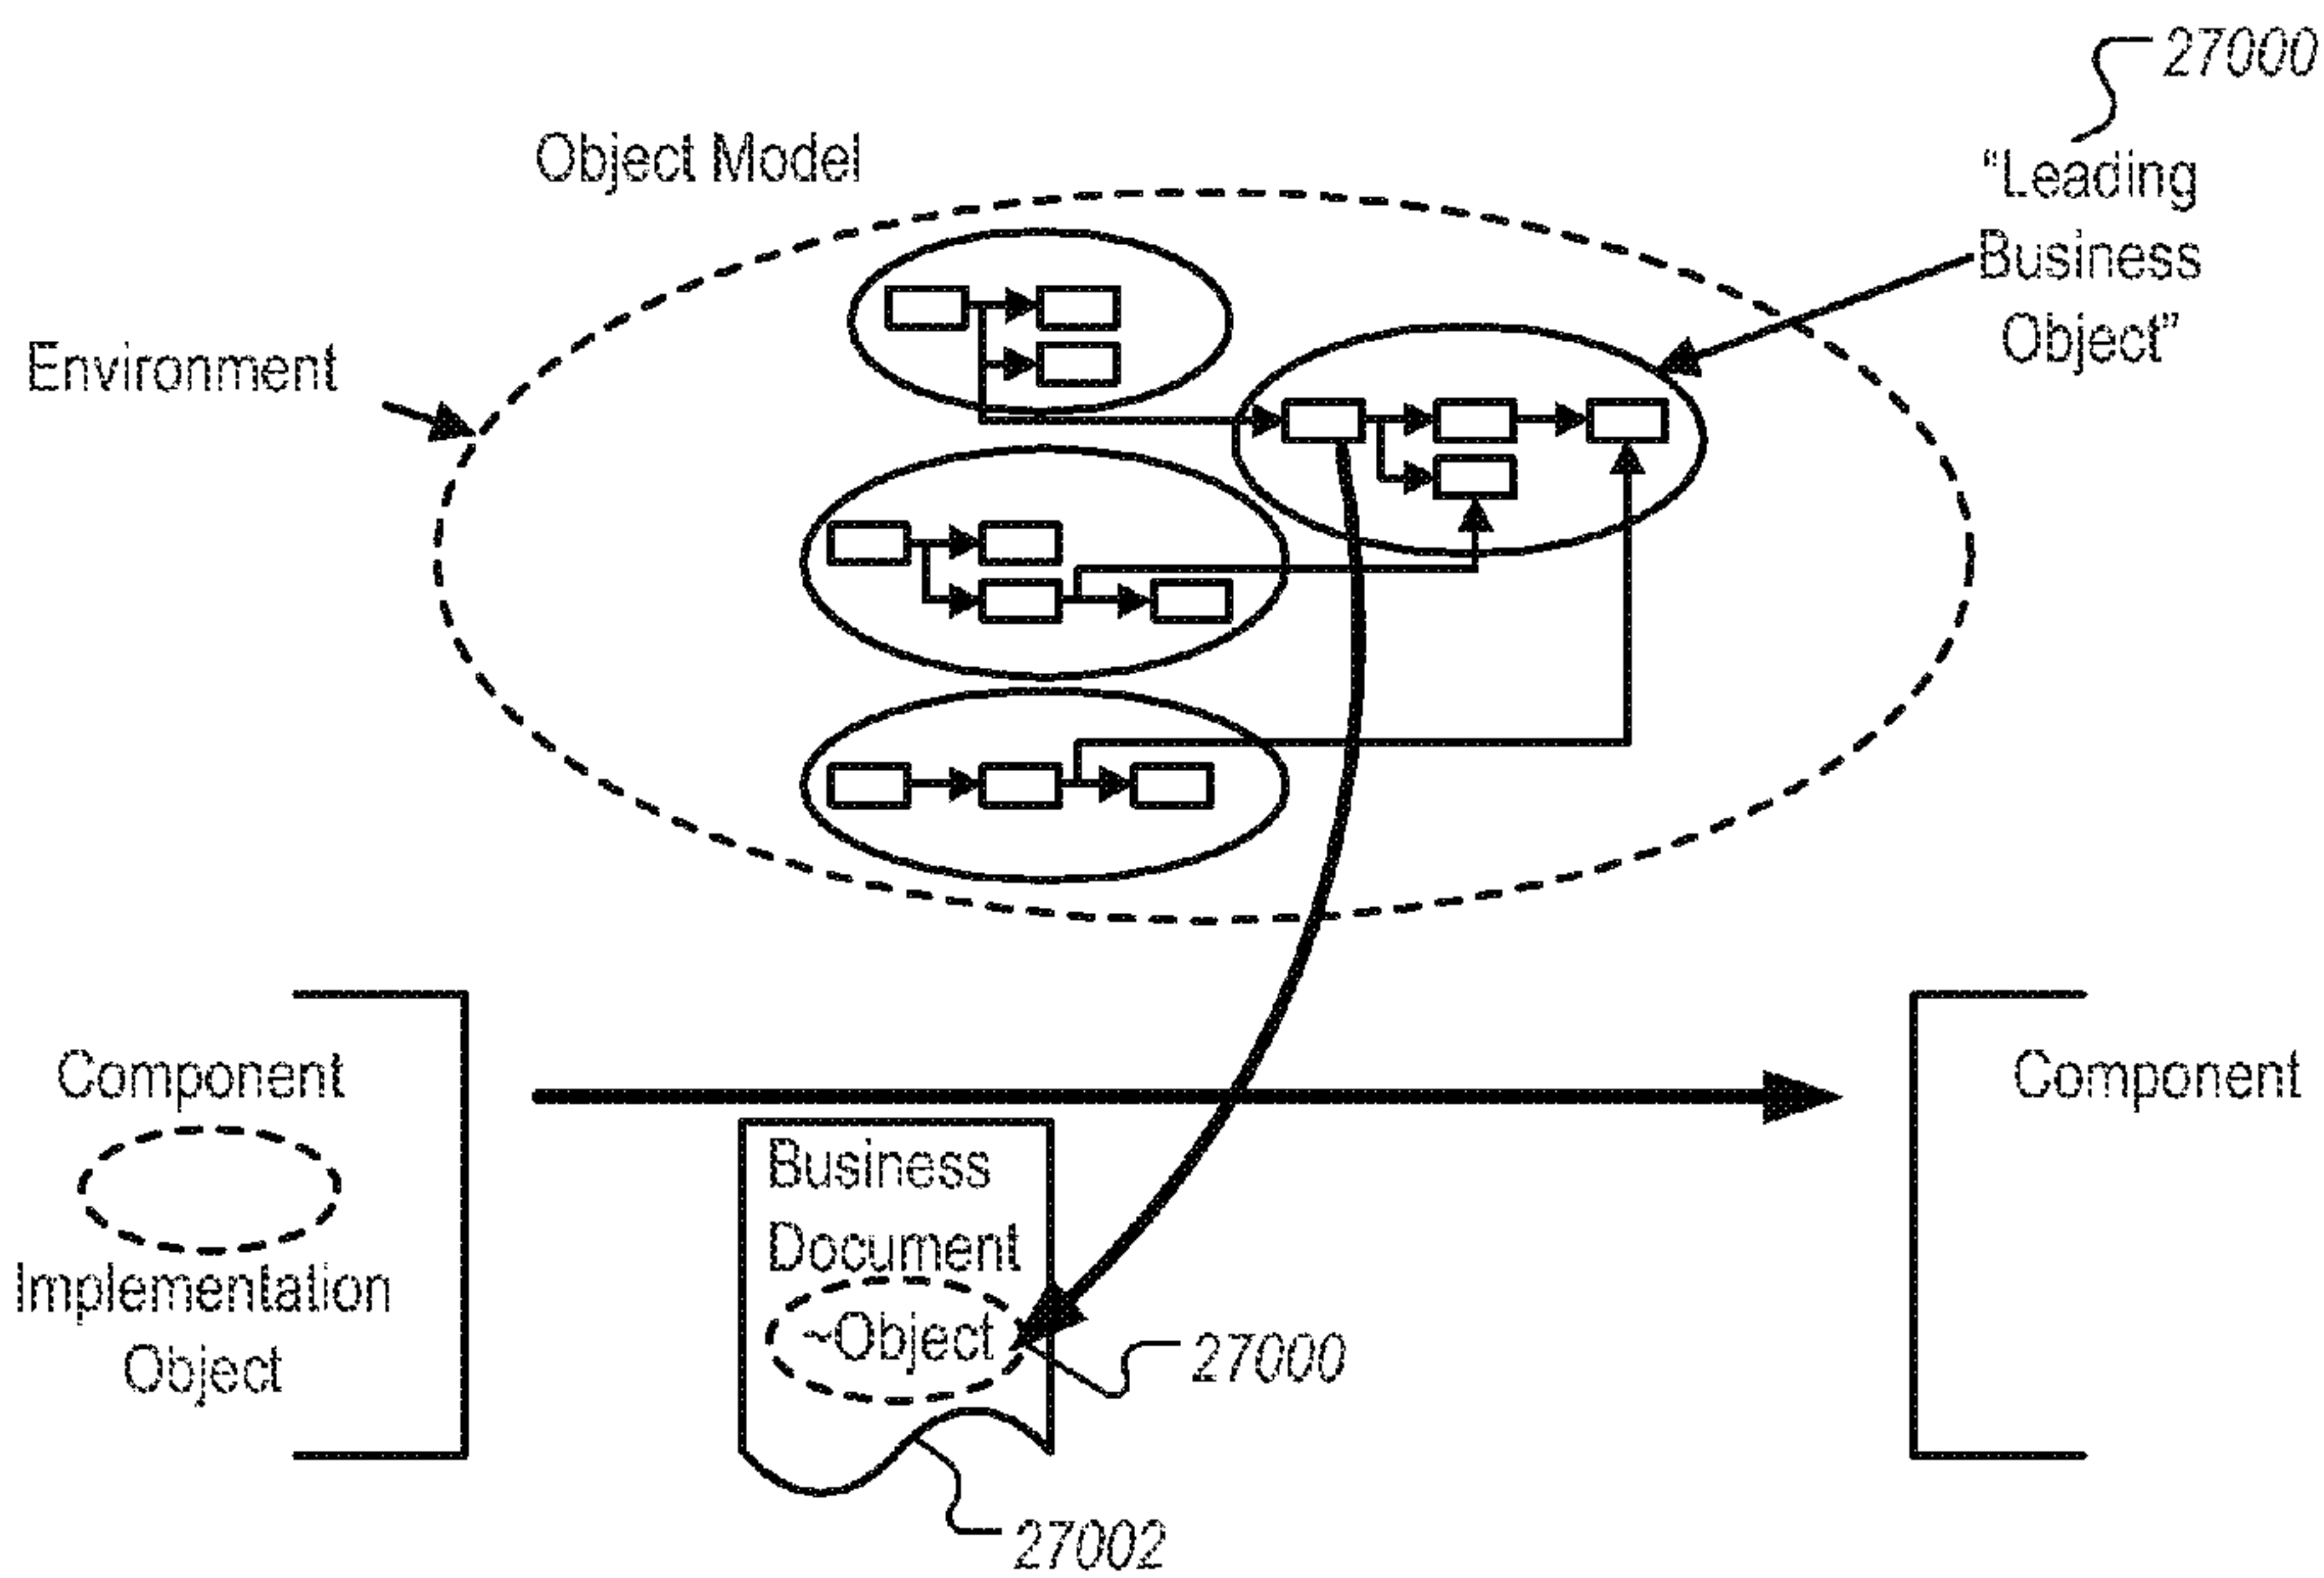 27000
Object Model
“Leading
Business
Object”
Environment
Component
Implementation
Object
Component
Business
Document
~Object
27000
27002